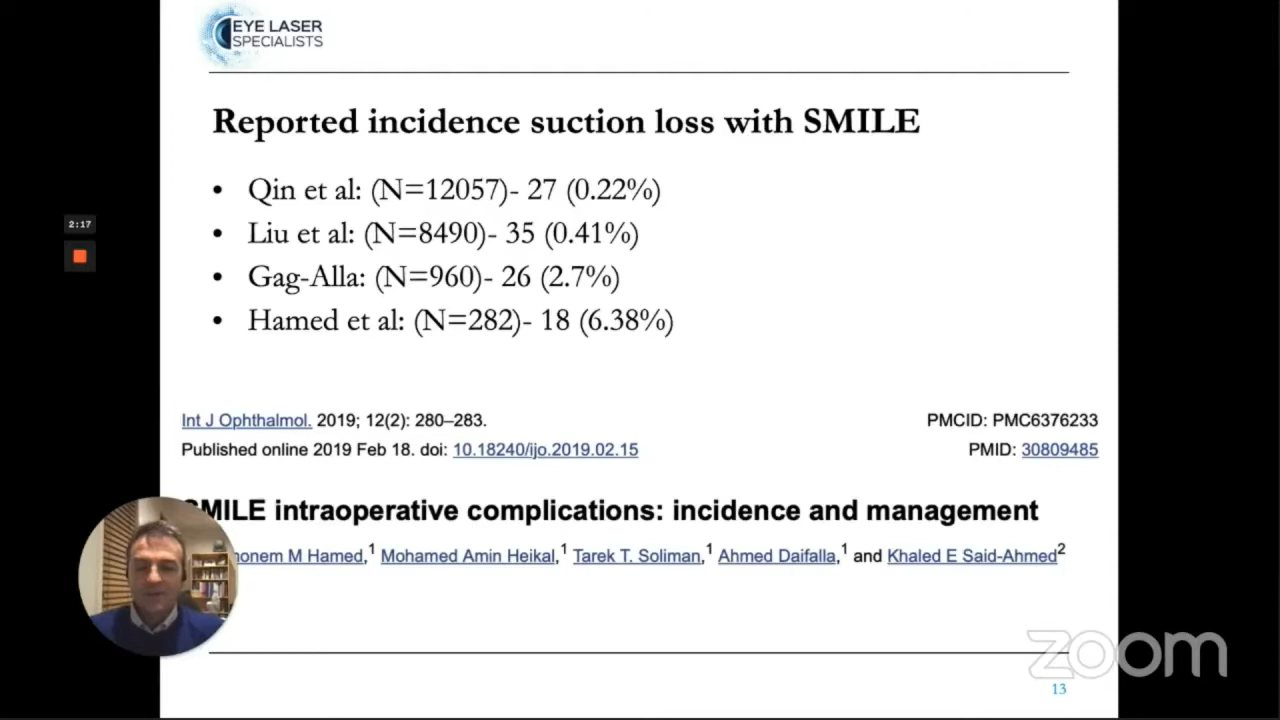 EYE LASER
SPECIALISTS
Reported incidence suction loss with SMILE
• Qin et al: (N=12057)- 27 (0.22%)
• Liu et al: (N=8490)- 35 (0.41%)
• Gag-Alla: (N=960)- 26 (2.7%)
• Hamed et al: (N=282)- 18 (6.38%)
2:17
Int J Ophthalmol. 2019; 12(2): 280–283. PMCID: PMC6376233
Published online 2019 Feb 18. doi: 10.18240/ijo.2019.02.15 PMID: 30809485
SMILE intraoperative complications: incidence and management
M Hamed,1 Mohamed Amin Heikal,1 Tarek T. Soliman,1 Ahmed Daifalla,1 and Khaled E Said-Ahmed2
zoom
13